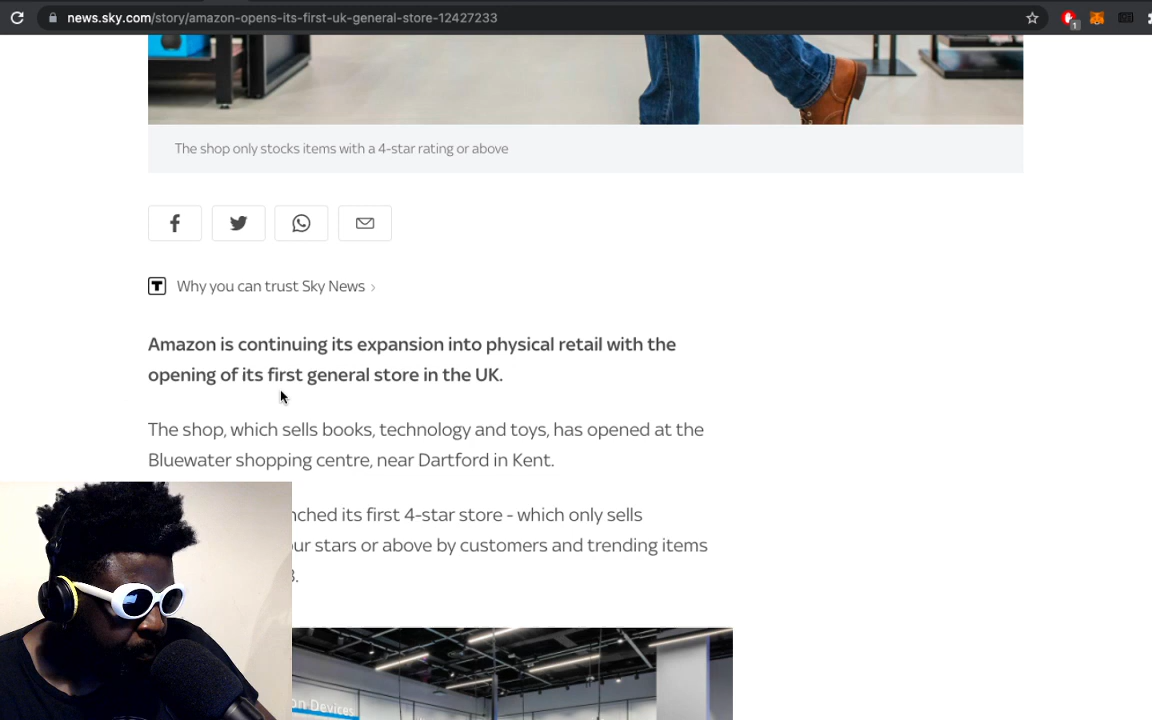 news.sky.com/story/amazon-opens-its-first-uk-general-store-12427233
1
The shop only stocks items with a 4-star rating or above
Why you can trust Sky News
Amazon is continuing its expansion into physical retail with the
opening of its first general store in the UK.
The shop, which sells books, technology and toys, has opened at the
Bluewater shopping centre, near Dartford in Kent.
its first 4-star store - which only sells
stars or above by customers and trending items
Devices